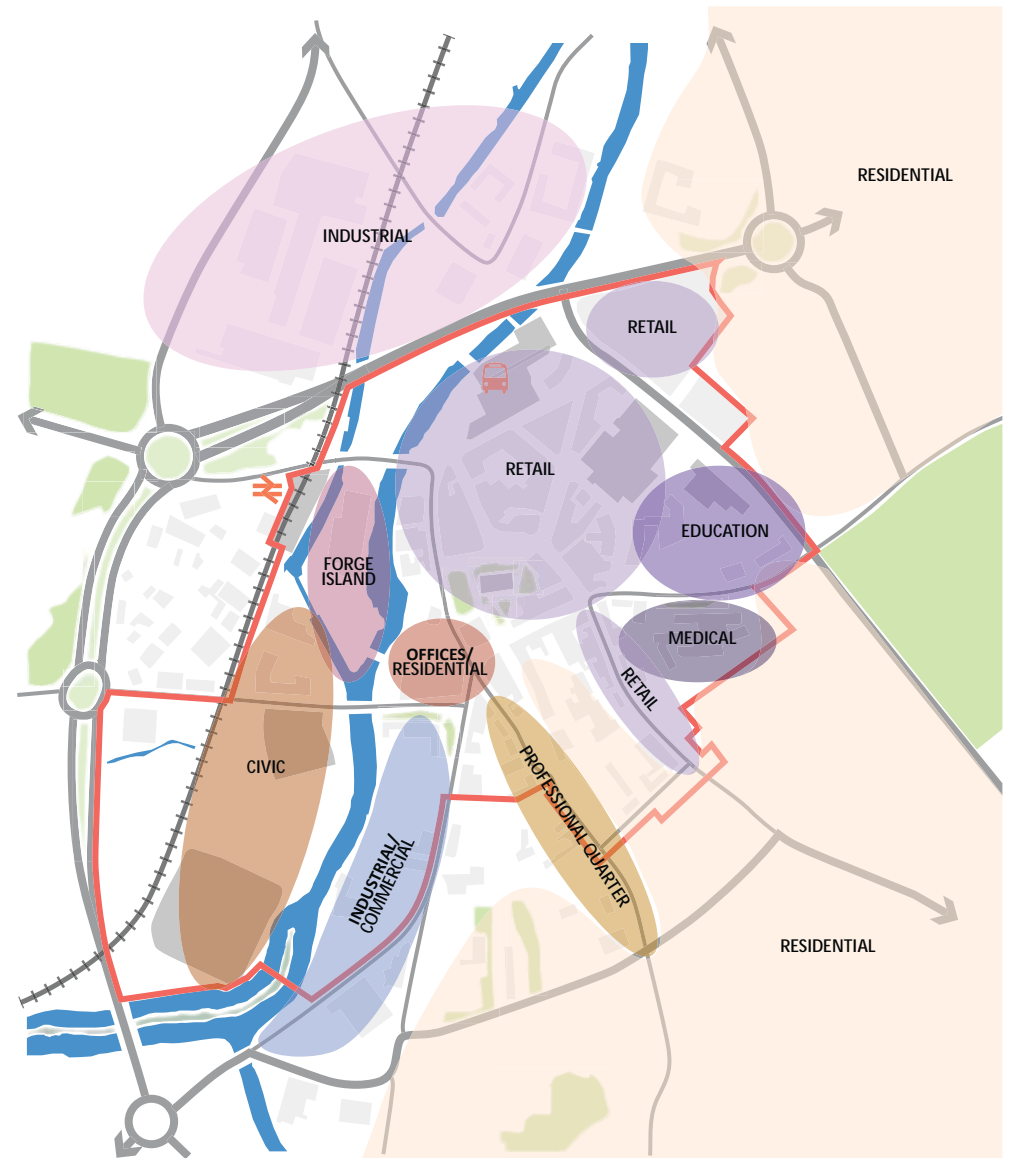 RESIDENTIAL
INDUSTRIAL
RETAIL
RETAIL
EDUCATION
FORGE
ISLAND
MEDICAL
OFFICES/
RESIDENTIAL
RETAIL
CIVIC
PROFESSIONAL QUARTER
INDUSTRIAL/
COMMERCIAL
RESIDENTIAL